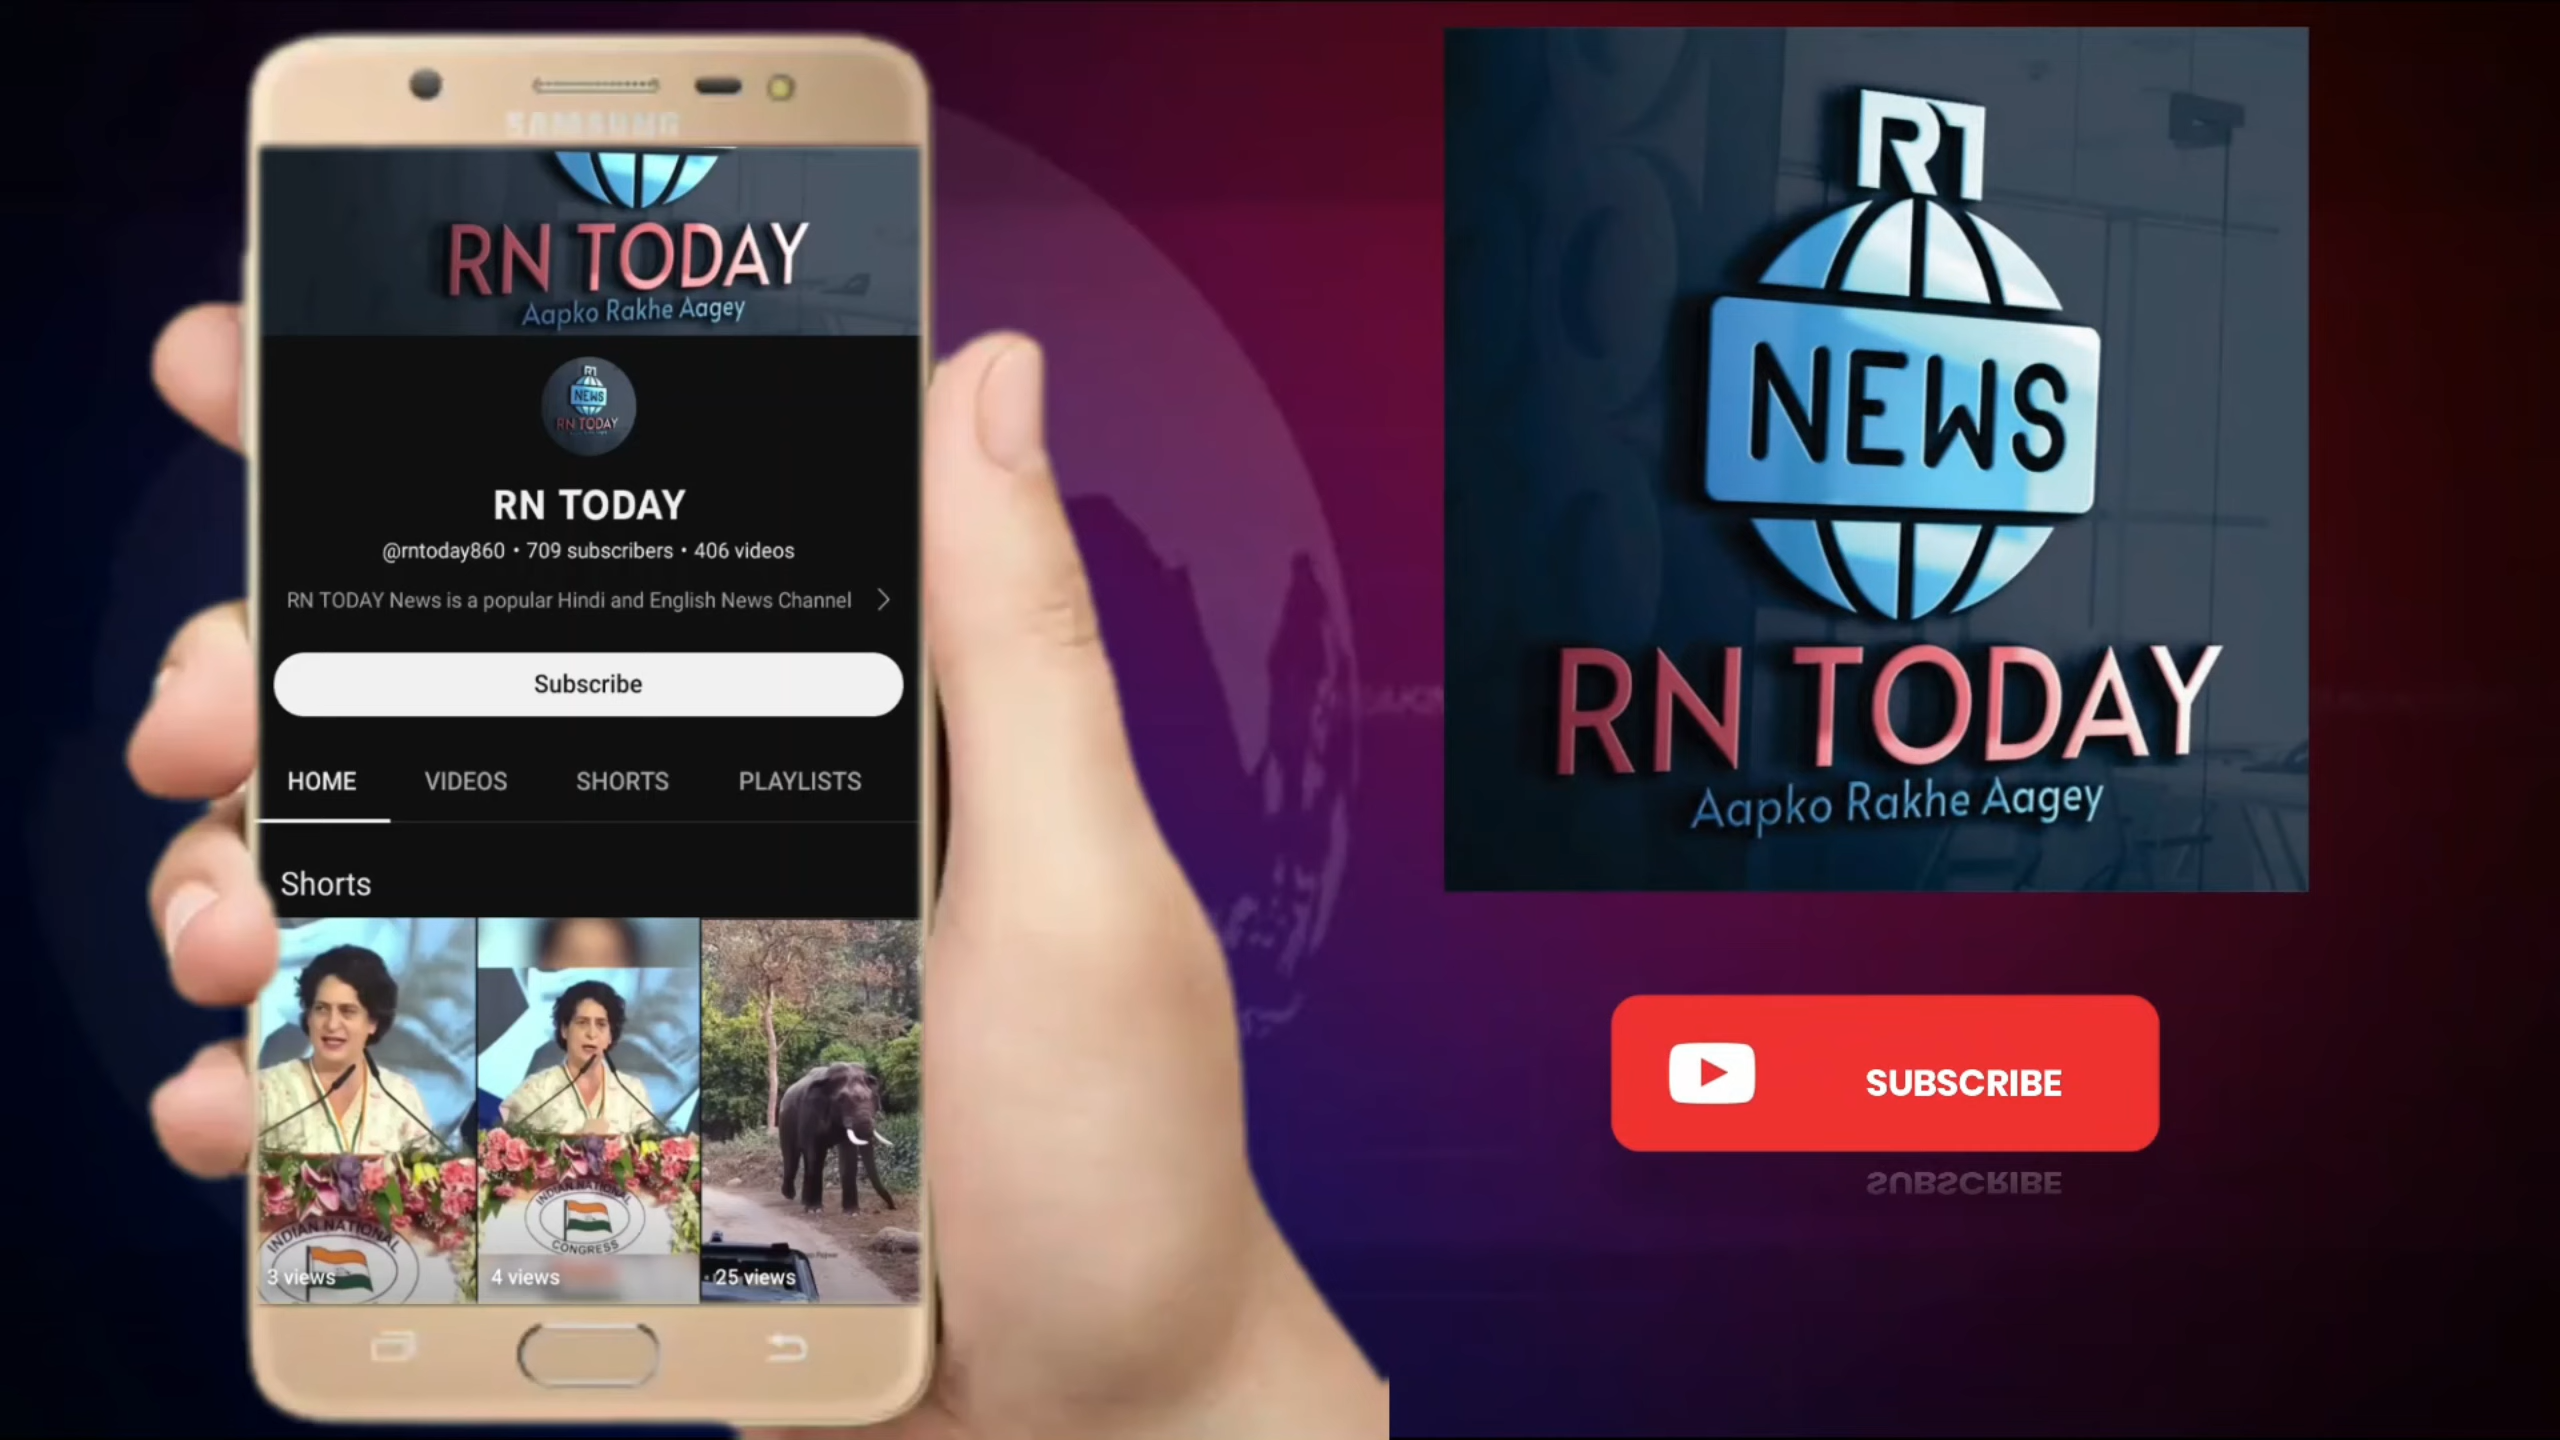 SAMSUNG
RN TODAY
Aapko Rakhe Aagey
R1
NEWS
RN TODAY
RN TODAY
@rntoday860 • 709 subscribers • 406 videos
RN TODAY News is a popular Hindi and English News Channel
Subscribe
HOME VIDEOS SHORTS PLAYLISTS
Shorts
INDIAN NATIONAL
3 views
INDIAN NATIONAL
CONGRESS
4 views
25 views
R1
NEWS
RN TODAY
Aapko Rakhe Aagey
SUBSCRIBE
SUBSCRIBE